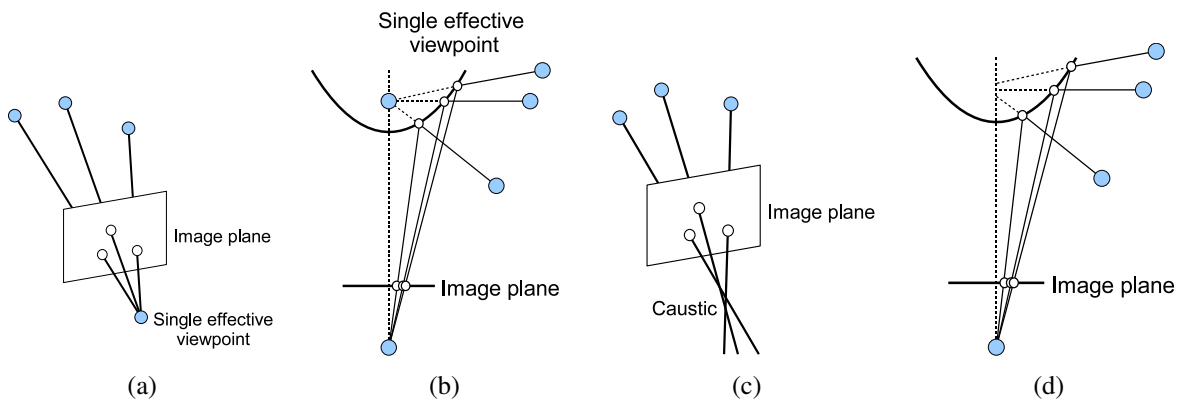 Single effective
viewpoint
Image plane
Single effective
viewpoint
Image plane
Image plane
Caustic
Image plane
(a)
(b)
(c)
(d)